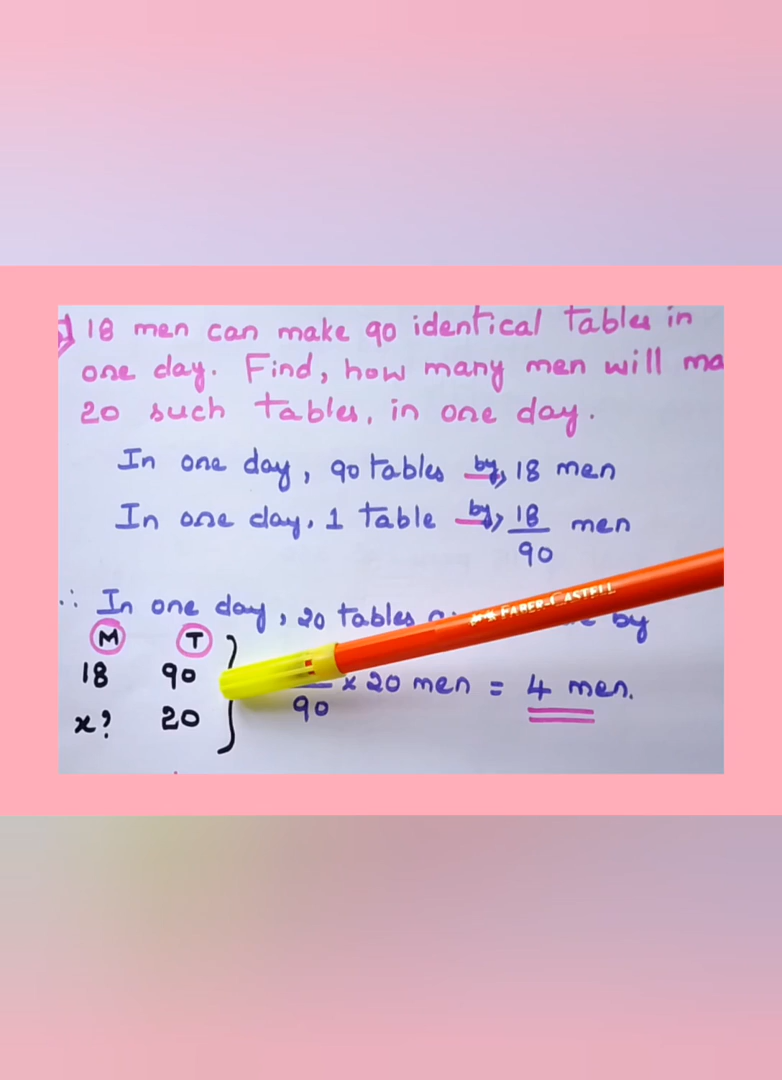 18 men can make 90 identical tables in
one day. Find, how many men will ma
20 such tables, in one day.
In one day, 90 tables by, 18 men
In one day, 1 table by, 18/90 men
∴ In one day, 20 tables by
FABER-CASTELL
M T
18 90
x? 20
90 × 20 men = 4 men.